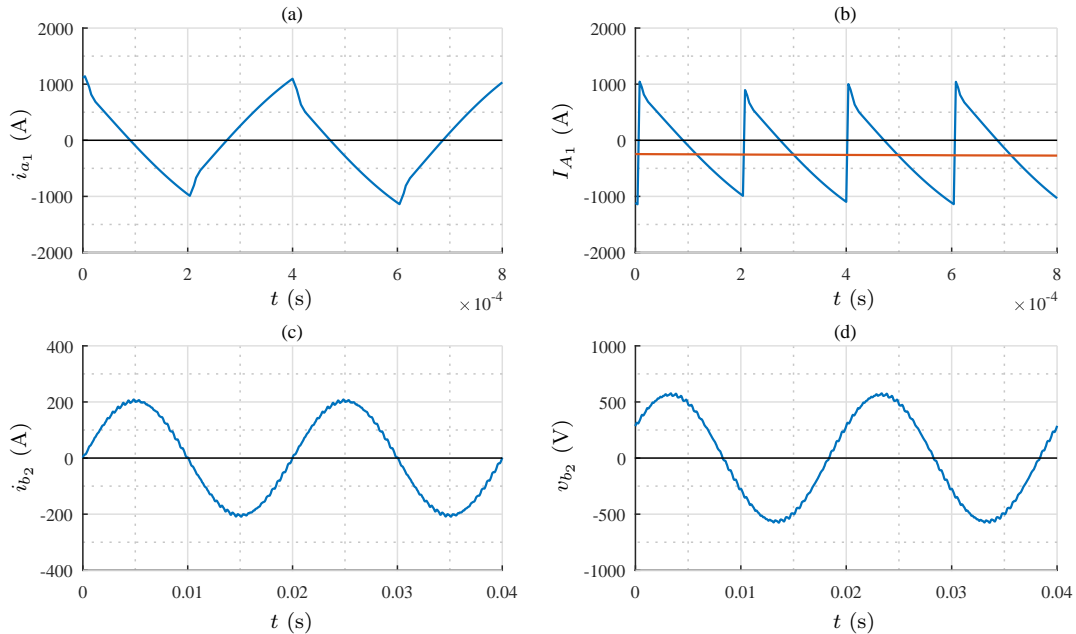 (a)
2000
1000
0
-1000
-2000
i_{a_1} (A)
0 2 4 6 8
t (s)
×10^{-4}
(b)
2000
1000
0
-1000
-2000
I_{A_1} (A)
0 2 4 6 8
t (s)
×10^{-4}
(c)
400
200
0
-200
-400
i_{b_2} (A)
0 0.01 0.02 0.03 0.04
t (s)
(d)
1000
500
0
-500
-1000
v_{b_2} (V)
0 0.01 0.02 0.03 0.04
t (s)